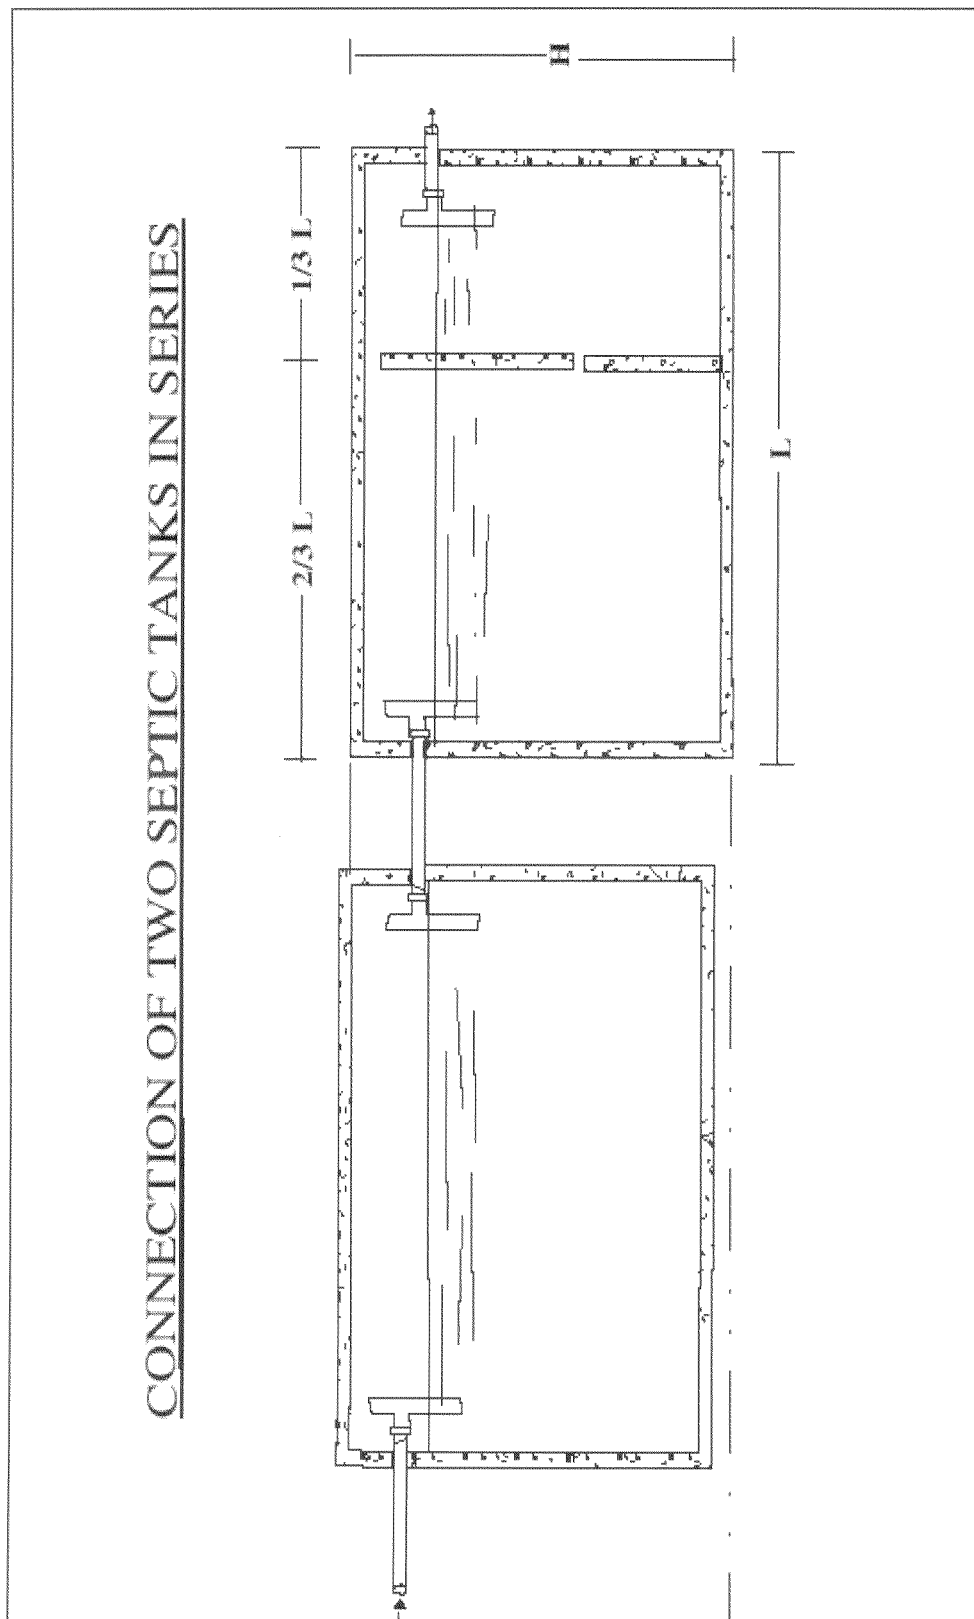 CONNECTION OF TWO SEPTIC TANKS IN SERIES
2/3 L
1/3 L
H
L